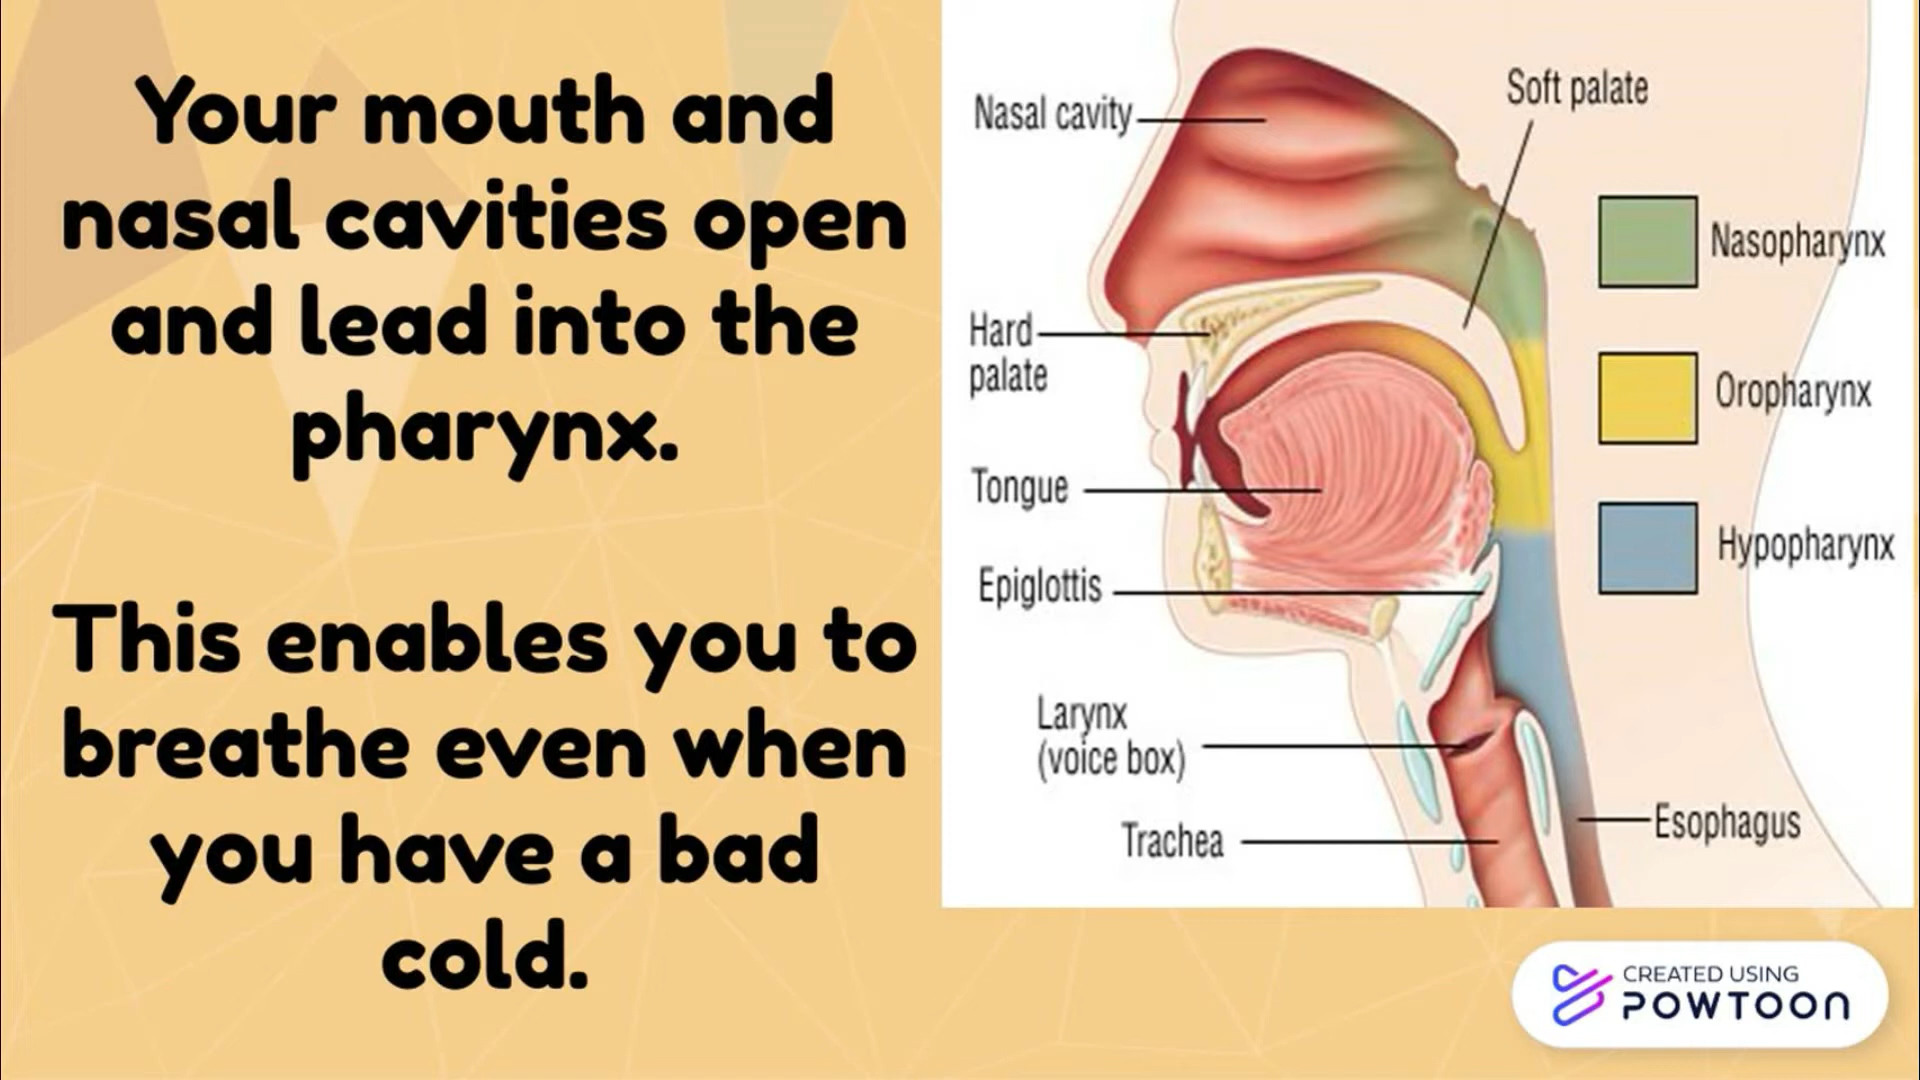 Your mouth and
nasal cavities open
and lead into the
pharynx.
This enables you to
breathe even when
you have a bad
cold.
Nasal cavity
Soft palate
Nasopharynx
Hard
palate
Oropharynx
Tongue
Hypopharynx
Epiglottis
Larynx
(voice box)
Esophagus
Trachea
CREATED USING
POWTOON